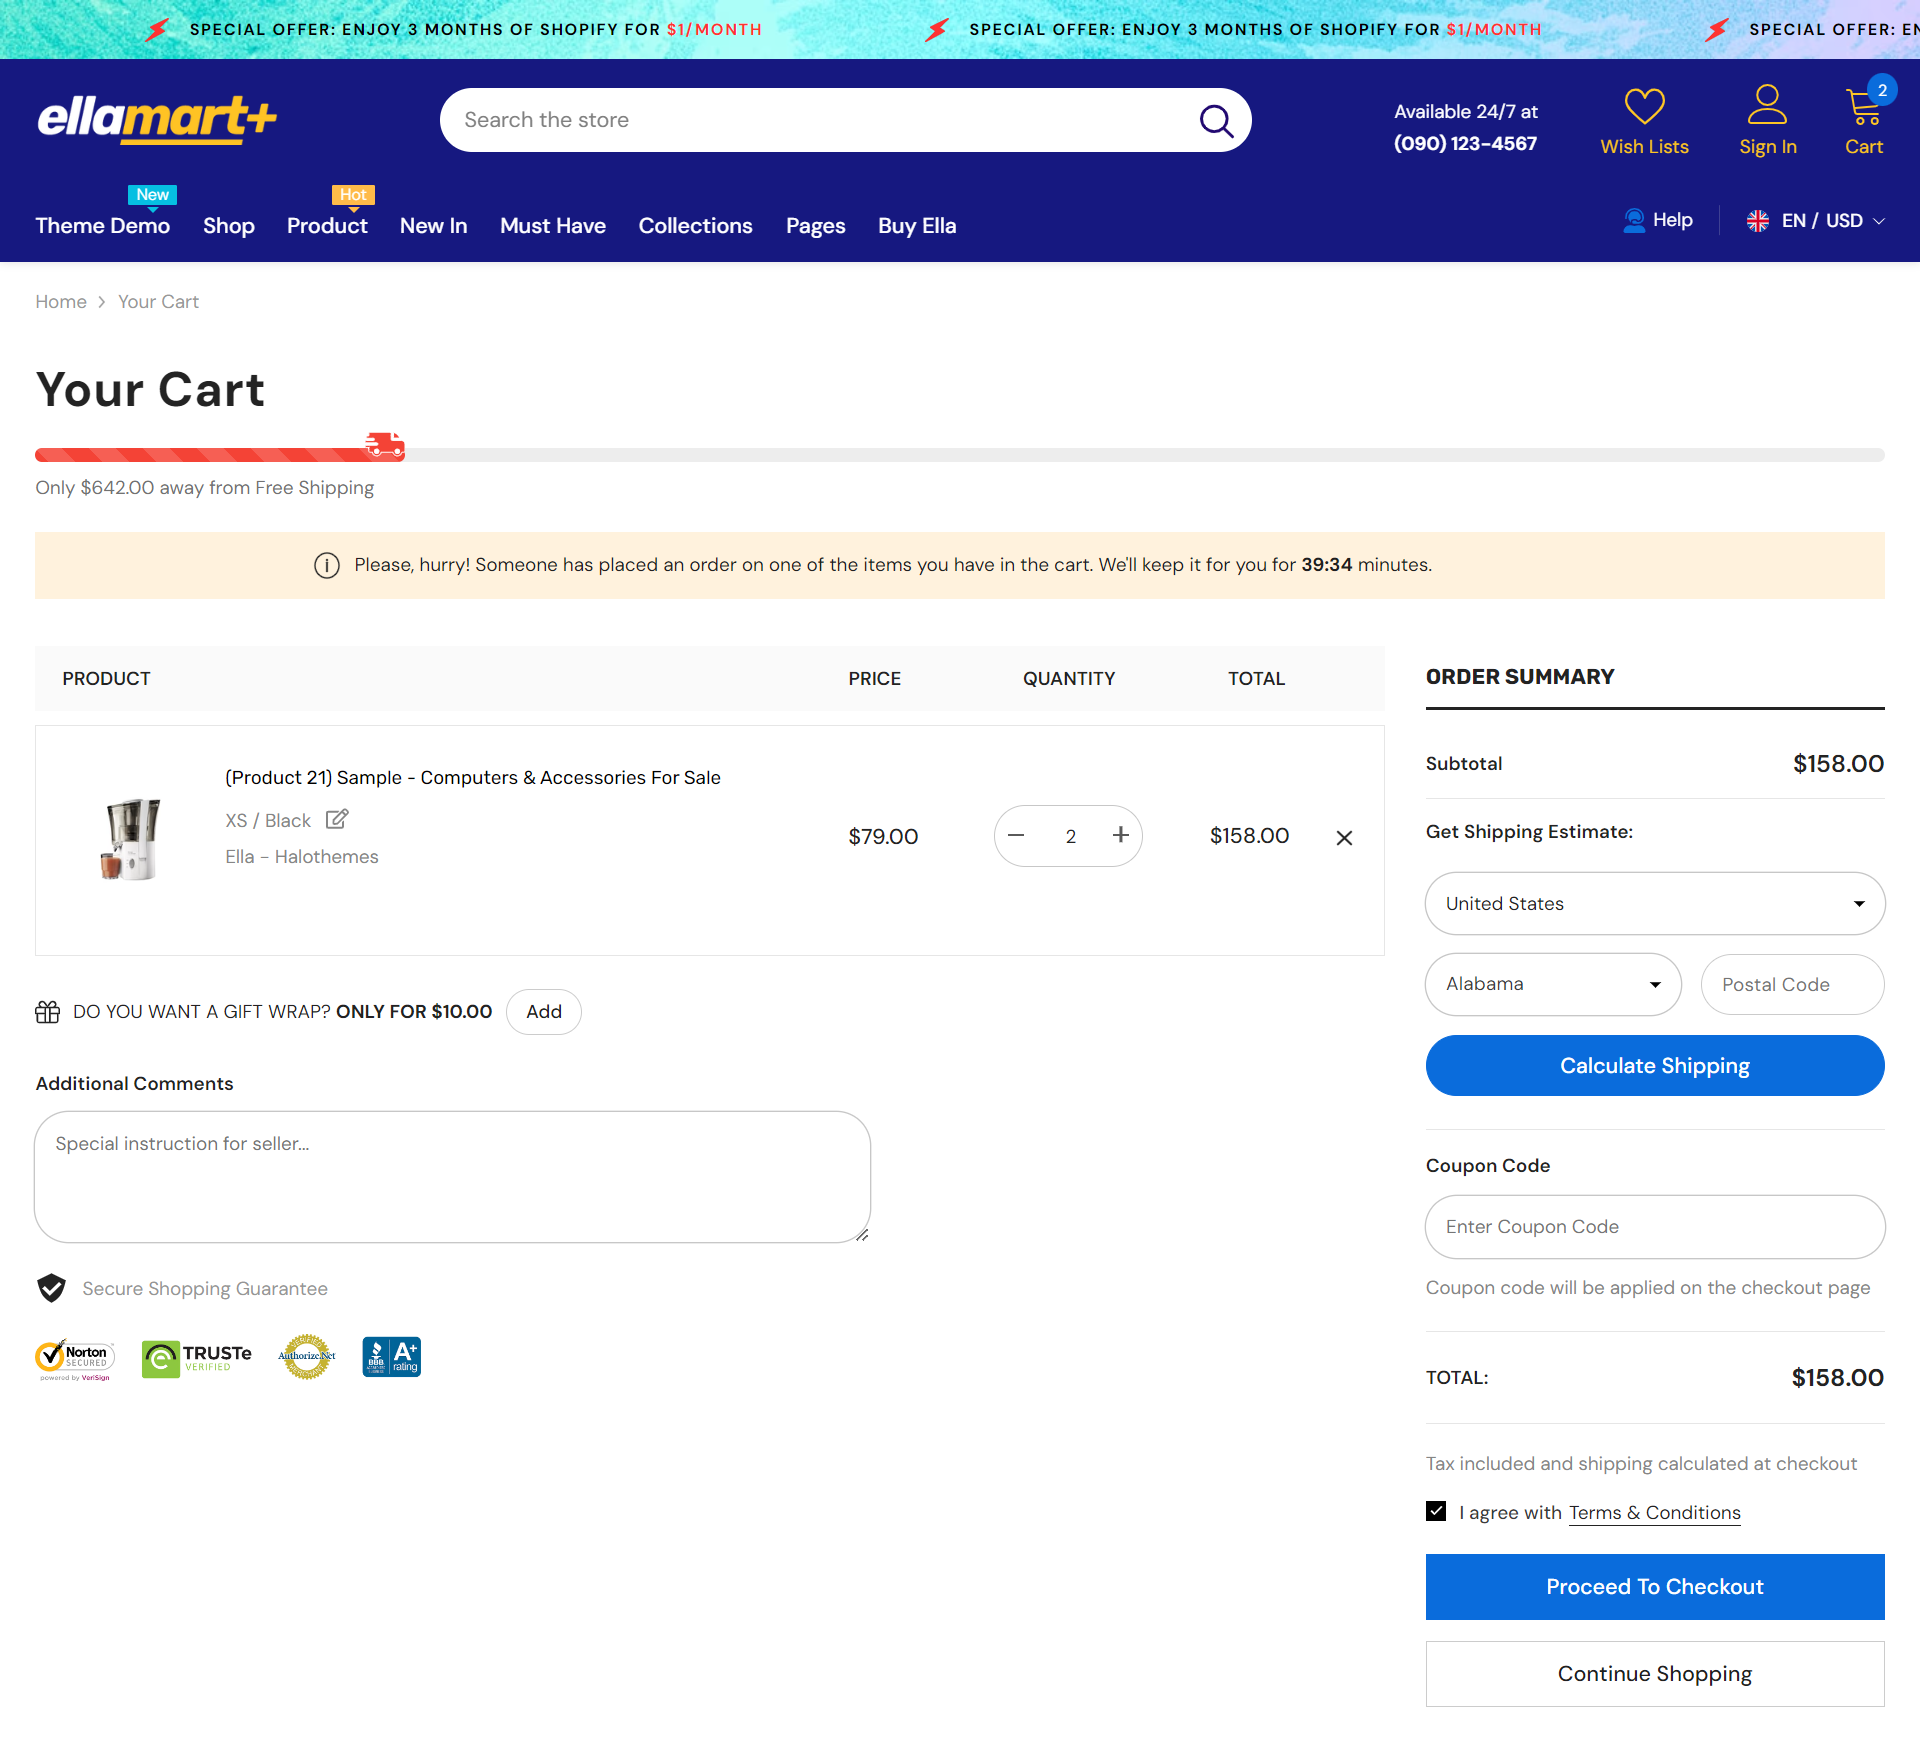 SPECIAL OFFER: ENJOY 3 MONTHS OF SHOPIFY FOR $1/MONTH
SPECIAL OFFER: ENJOY 3 MONTHS OF SHOPIFY FOR $1/MONTH
SPECIAL OFFER: EN
ellamart+
Search the store
Available 24/7 at
(090) 123-4567
Wish Lists
Sign In
2
Cart
New
Hot
Theme Demo
Shop
Product
New In
Must Have
Collections
Pages
Buy Ella
Help
EN / USD
Home
Your Cart
Your Cart
Only $642.00 away from Free Shipping
Please, hurry! Someone has placed an order on one of the items you have in the cart. We'll keep it for you for 39:34 minutes.
PRODUCT
PRICE
QUANTITY
TOTAL
(Product 21) Sample - Computers & Accessories For Sale
XS / Black
Ella - Halothemes
$79.00
2
$158.00
DO YOU WANT A GIFT WRAP? ONLY FOR $10.00
Add
Additional Comments
Special instruction for seller...
Secure Shopping Guarantee
Norton
SECURED
powered by VeriSign
TRUSTe
VERIFIED
Authorize.Net
BBB
A+
rating
ORDER SUMMARY
Subtotal
$158.00
Get Shipping Estimate:
United States
Alabama
Postal Code
Calculate Shipping
Coupon Code
Enter Coupon Code
Coupon code will be applied on the checkout page
TOTAL:
$158.00
Tax included and shipping calculated at checkout
I agree with Terms & Conditions
Proceed To Checkout
Continue Shopping